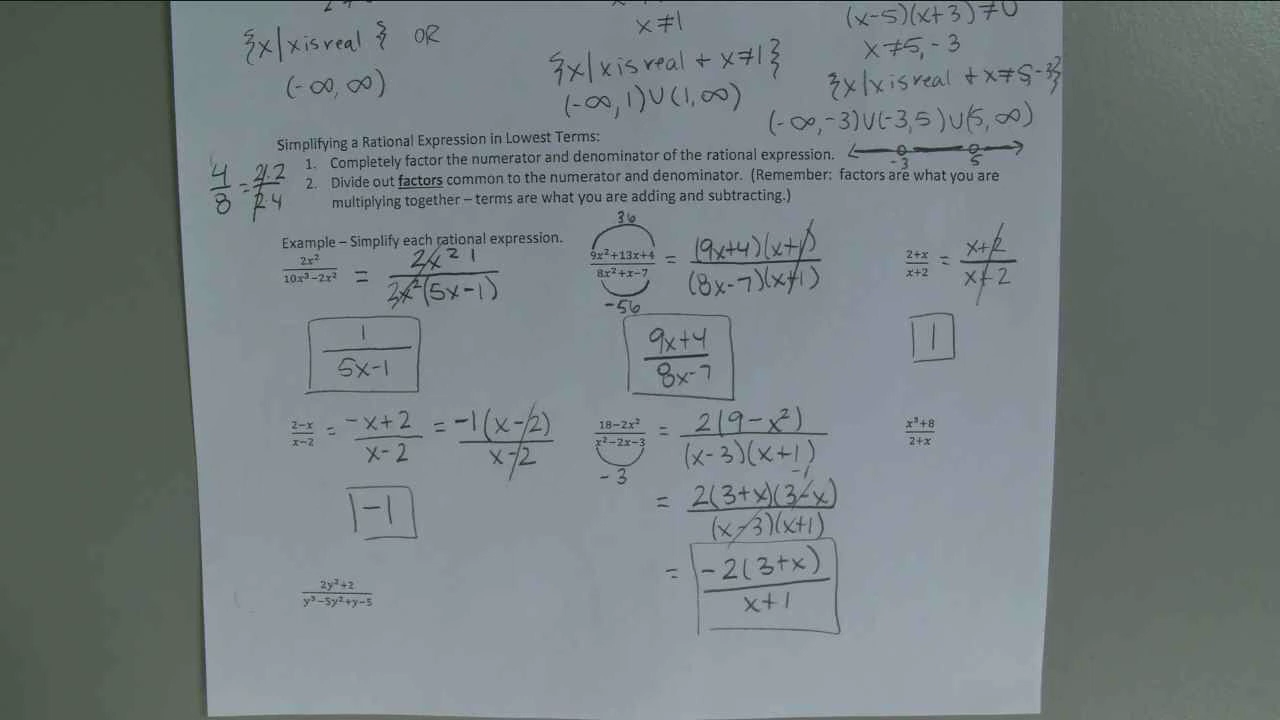 {x|x is real} OR
(-∞, ∞)
x≠1
{x|x is real + x≠1}
(-∞, 1)∪(1, ∞)
(x-5)(x+3)≠0
x≠5, -3
{x|x is real + x≠5,-3}
(-∞, -3)∪(-3, 5)∪(5, ∞)
-3 5
Simplifying a Rational Expression in Lowest Terms:
1. Completely factor the numerator and denominator of the rational expression.
2. Divide out factors common to the numerator and denominator. (Remember: factors are what you are
multiplying together – terms are what you are adding and subtracting.)
4/8 = 2·2/2·4
Example – Simplify each rational expression.
2x²/10x³−2x² = 2x² 1/2x²(5x-1)
1/5x-1
36
9x²+13x+4/8x²+x−7 = (9x+4)(x+1)/(8x-7)(x+1)
-56
9x+4/8x-7
2+x/x+2 = x+2/x+2
1
2−x/x−2 = -x+2/x-2 = -1(x-2)/x-2
-1
18−2x²/x²−2x−3 = 2(9-x²)/(x-3)(x+1)
-3
-1
= 2(3+x)(3-x)/(x-3)(x+1)
= -2(3+x)/x+1
x³+8/2+x
2y²+2/y³−5y²+y−5